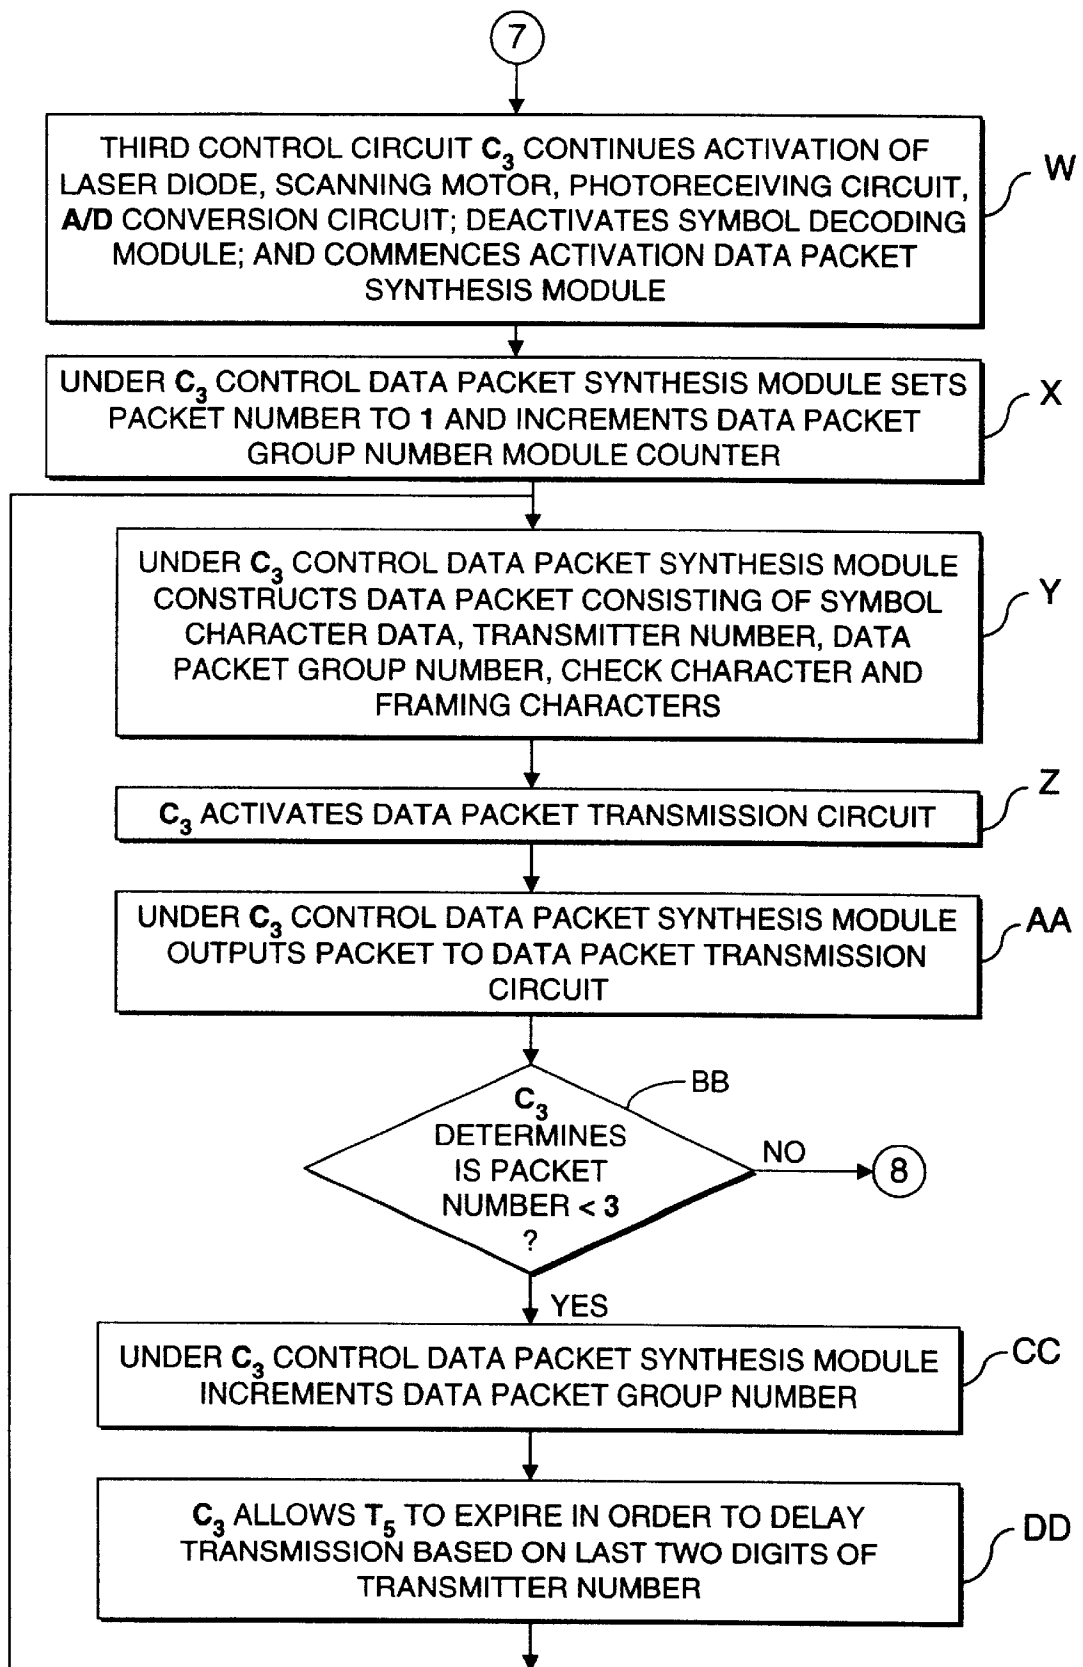 7
THIRD CONTROL CIRCUIT C3 CONTINUES ACTIVATION OF
LASER DIODE, SCANNING MOTOR, PHOTORECEIVING CIRCUIT,
A/D CONVERSION CIRCUIT; DEACTIVATES SYMBOL DECODING
MODULE; AND COMMENCES ACTIVATION DATA PACKET
SYNTHESIS MODULE
W
UNDER C3 CONTROL DATA PACKET SYNTHESIS MODULE SETS
PACKET NUMBER TO 1 AND INCREMENTS DATA PACKET
GROUP NUMBER MODULE COUNTER
X
UNDER C3 CONTROL DATA PACKET SYNTHESIS MODULE
CONSTRUCTS DATA PACKET CONSISTING OF SYMBOL
CHARACTER DATA, TRANSMITTER NUMBER, DATA
PACKET GROUP NUMBER, CHECK CHARACTER AND
FRAMING CHARACTERS
Y
C3 ACTIVATES DATA PACKET TRANSMISSION CIRCUIT
Z
UNDER C3 CONTROL DATA PACKET SYNTHESIS MODULE
OUTPUTS PACKET TO DATA PACKET TRANSMISSION
CIRCUIT
AA
C3
DETERMINES
IS PACKET
NUMBER < 3
?
BB
NO
8
YES
UNDER C3 CONTROL DATA PACKET SYNTHESIS MODULE
INCREMENTS DATA PACKET GROUP NUMBER
CC
C3 ALLOWS T5 TO EXPIRE IN ORDER TO DELAY
TRANSMISSION BASED ON LAST TWO DIGITS OF
TRANSMITTER NUMBER
DD